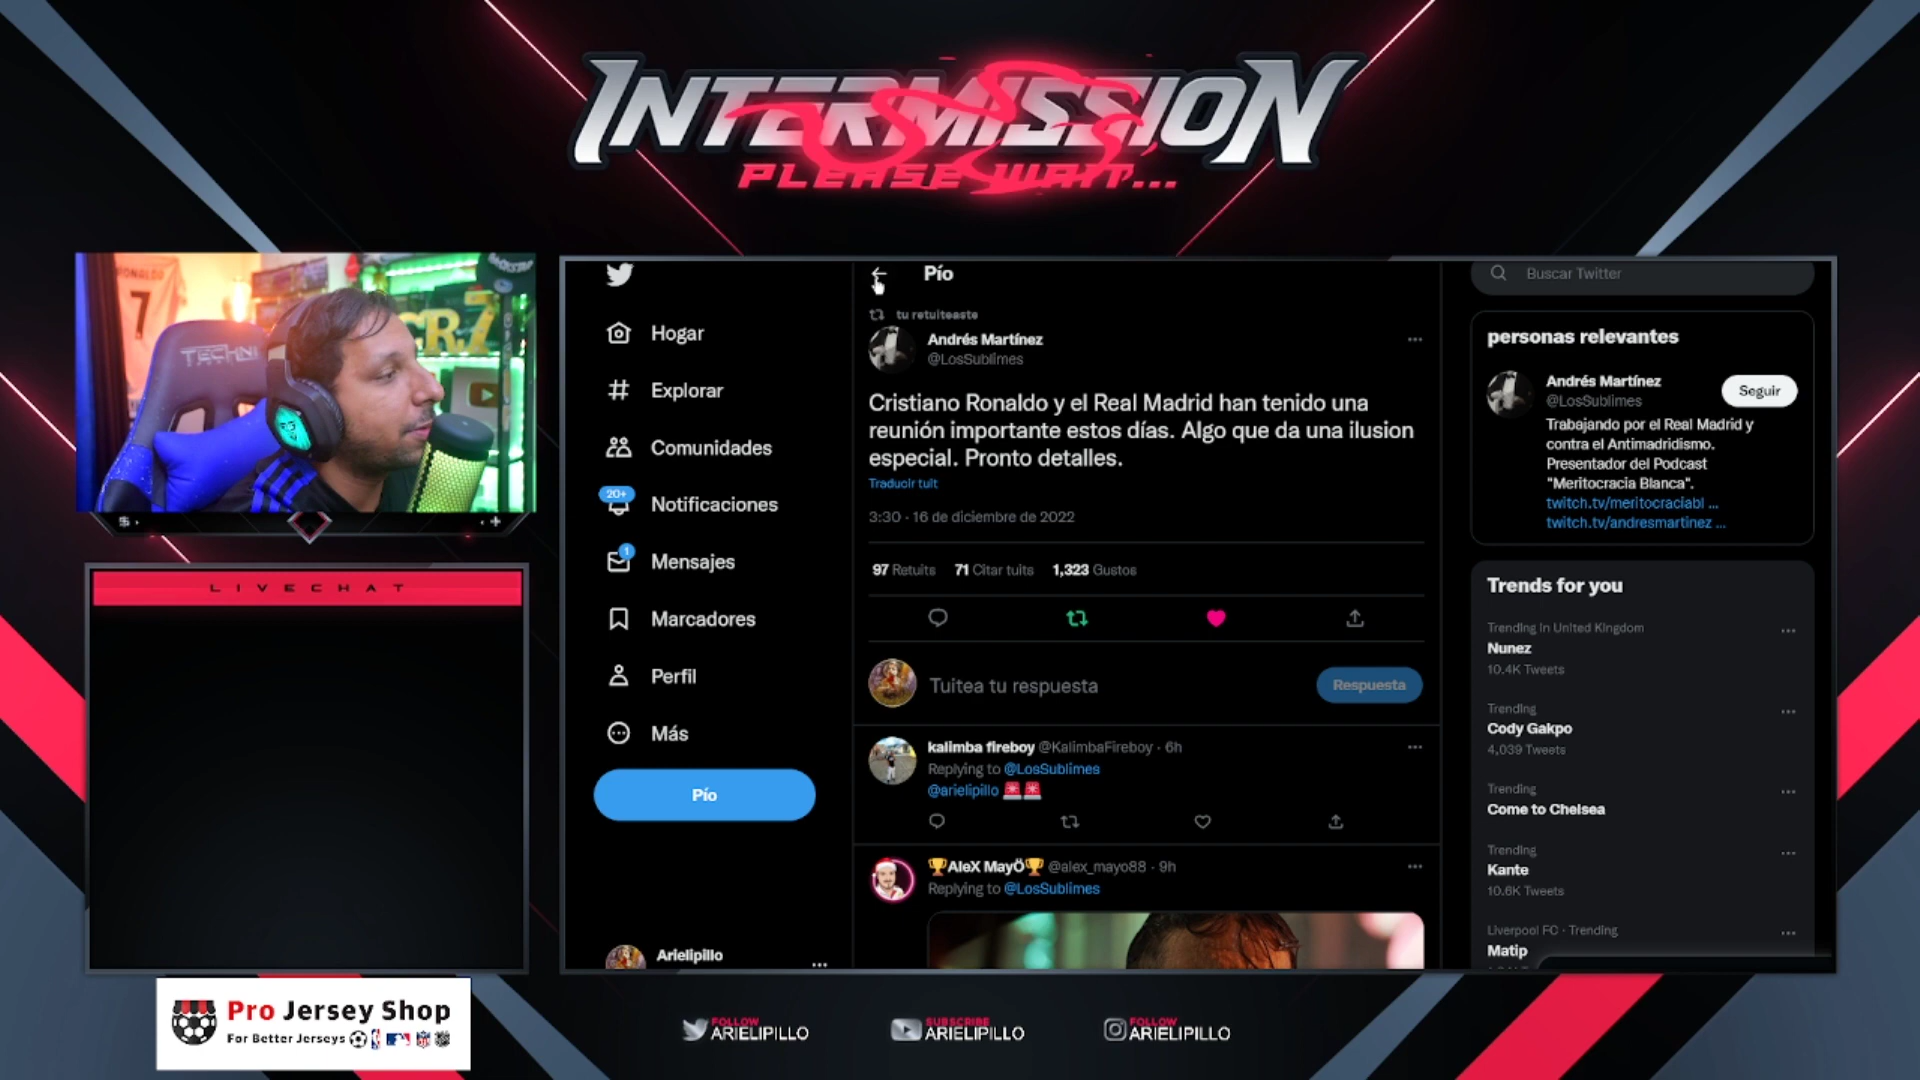 INTERMISSION
PLEASE WAIT...
RONALDO
7
TECHNI
CR7
LIVECHAT
Pro Jersey Shop
For Better Jerseys
Hogar
Explorar
Comunidades
20+
Notificaciones
1
Mensajes
Marcadores
Perfil
Más
Pío
Arielipillo
Pío
tu retuiteaste
Andrés Martínez
@LosSublimes
Cristiano Ronaldo y el Real Madrid han tenido una
reunión importante estos días. Algo que da una ilusion
especial. Pronto detalles.
Traducir tuit
3:30 · 16 de diciembre de 2022
97 Retuits 71 Citar tuits 1,323 Gustos
Tuitea tu respuesta
Respuesta
kalimba fireboy @KalimbaFireboy · 6h
Replying to @LosSublimes
@arielipillo 🚨🚨
🏆AleX MayÖ🏆 @alex_mayo88 · 9h
Replying to @LosSublimes
Buscar Twitter
personas relevantes
Andrés Martínez
@LosSublimes
Seguir
Trabajando por el Real Madrid y
contra el Antimadridismo.
Presentador del Podcast
"Meritocracia Blanca".
twitch.tv/meritocraciabl ...
twitch.tv/andresmartinez ...
Trends for you
Trending in United Kingdom
Nunez
10.4K Tweets
Trending
Cody Gakpo
4,039 Tweets
Trending
Come to Chelsea
Trending
Kante
10.6K Tweets
Liverpool FC · Trending
Matip
FOLLOW
ARIELIPILLO
SUBSCRIBE
ARIELIPILLO
FOLLOW
ARIELIPILLO